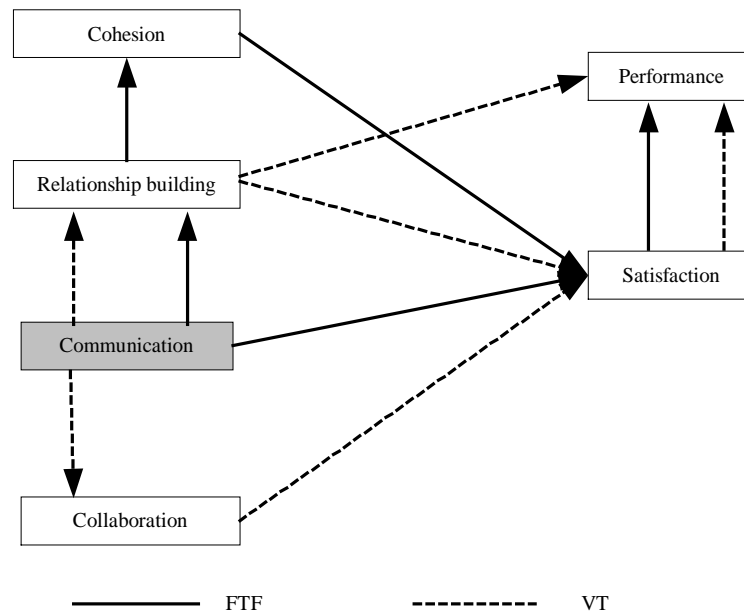 Cohesion
Performance
Relationship building
Satisfaction
Communication
Collaboration
FTF
VT